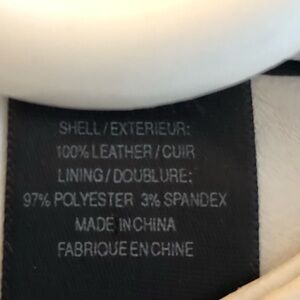 SHELL/EXTERIEUR:
100% LEATHER/CUIR
LINING/DOUBLURE:
97% POLYESTER 3% SPANDEX
MADE IN CHINA
FABRIQUE EN CHINE